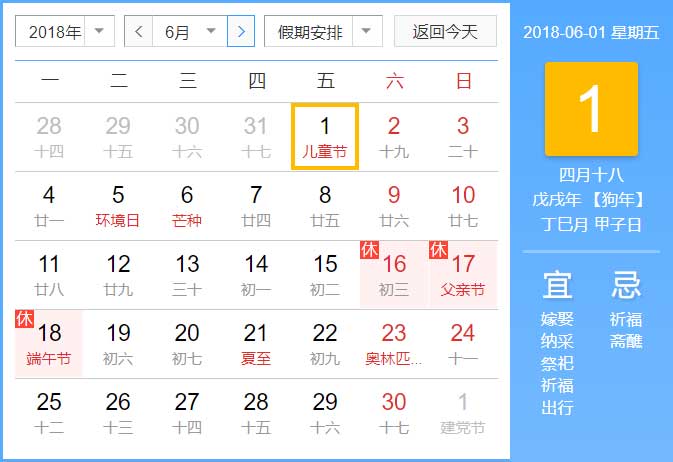 2018年 6月 假期安排 返回今天
一 二 三 四 五 六 日
28 29 30 31 1 2 3
十四 十五 十六 十七 儿童节 十九 二十
4 5 6 7 8 9 10
廿一 环境日 芒种 廿四 廿五 廿六 廿七
11 12 13 14 15 休 16 休 17
廿八 廿九 三十 初一 初二 初三 父亲节
休 18 19 20 21 22 23 24
端午节 初六 初七 夏至 初九 奥林匹... 十一
25 26 27 28 29 30 1
十二 十三 十四 十五 十六 十七 建党节
2018-06-01 星期五
1
四月十八
戊戌年 【狗年】
丁巳月 甲子日
宜 忌
嫁娶 祈福
纳采 斋醮
祭祀
祈福
出行